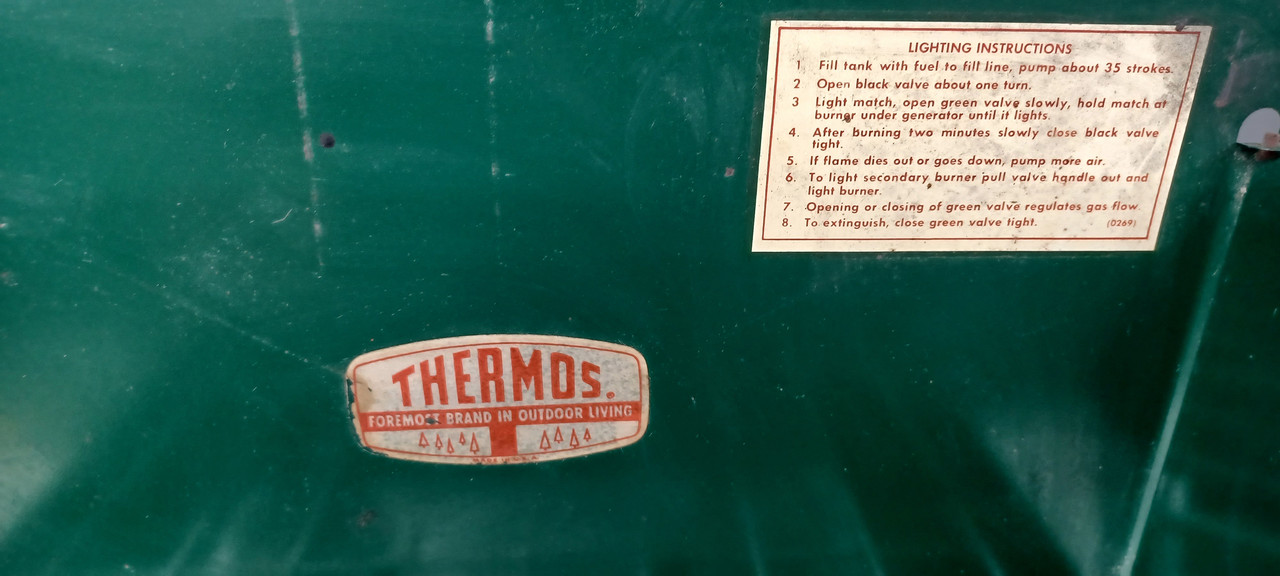 LIGHTING INSTRUCTIONS
1 Fill tank with fuel to fill line, pump about 35 strokes.
2 Open black valve about one turn.
3 Light match, open green valve slowly, hold match at
burner under generator until it lights.
4. After burning two minutes slowly close black valve
tight.
5. If flame dies out or goes down, pump more air.
6. To light secondary burner pull valve handle out and
light burner.
7. Opening or closing of green valve regulates gas flow.
8. To extinguish, close green valve tight. (0269)
THERMOS®
FOREMOST BRAND IN OUTDOOR LIVING
MADE IN U.S.A.